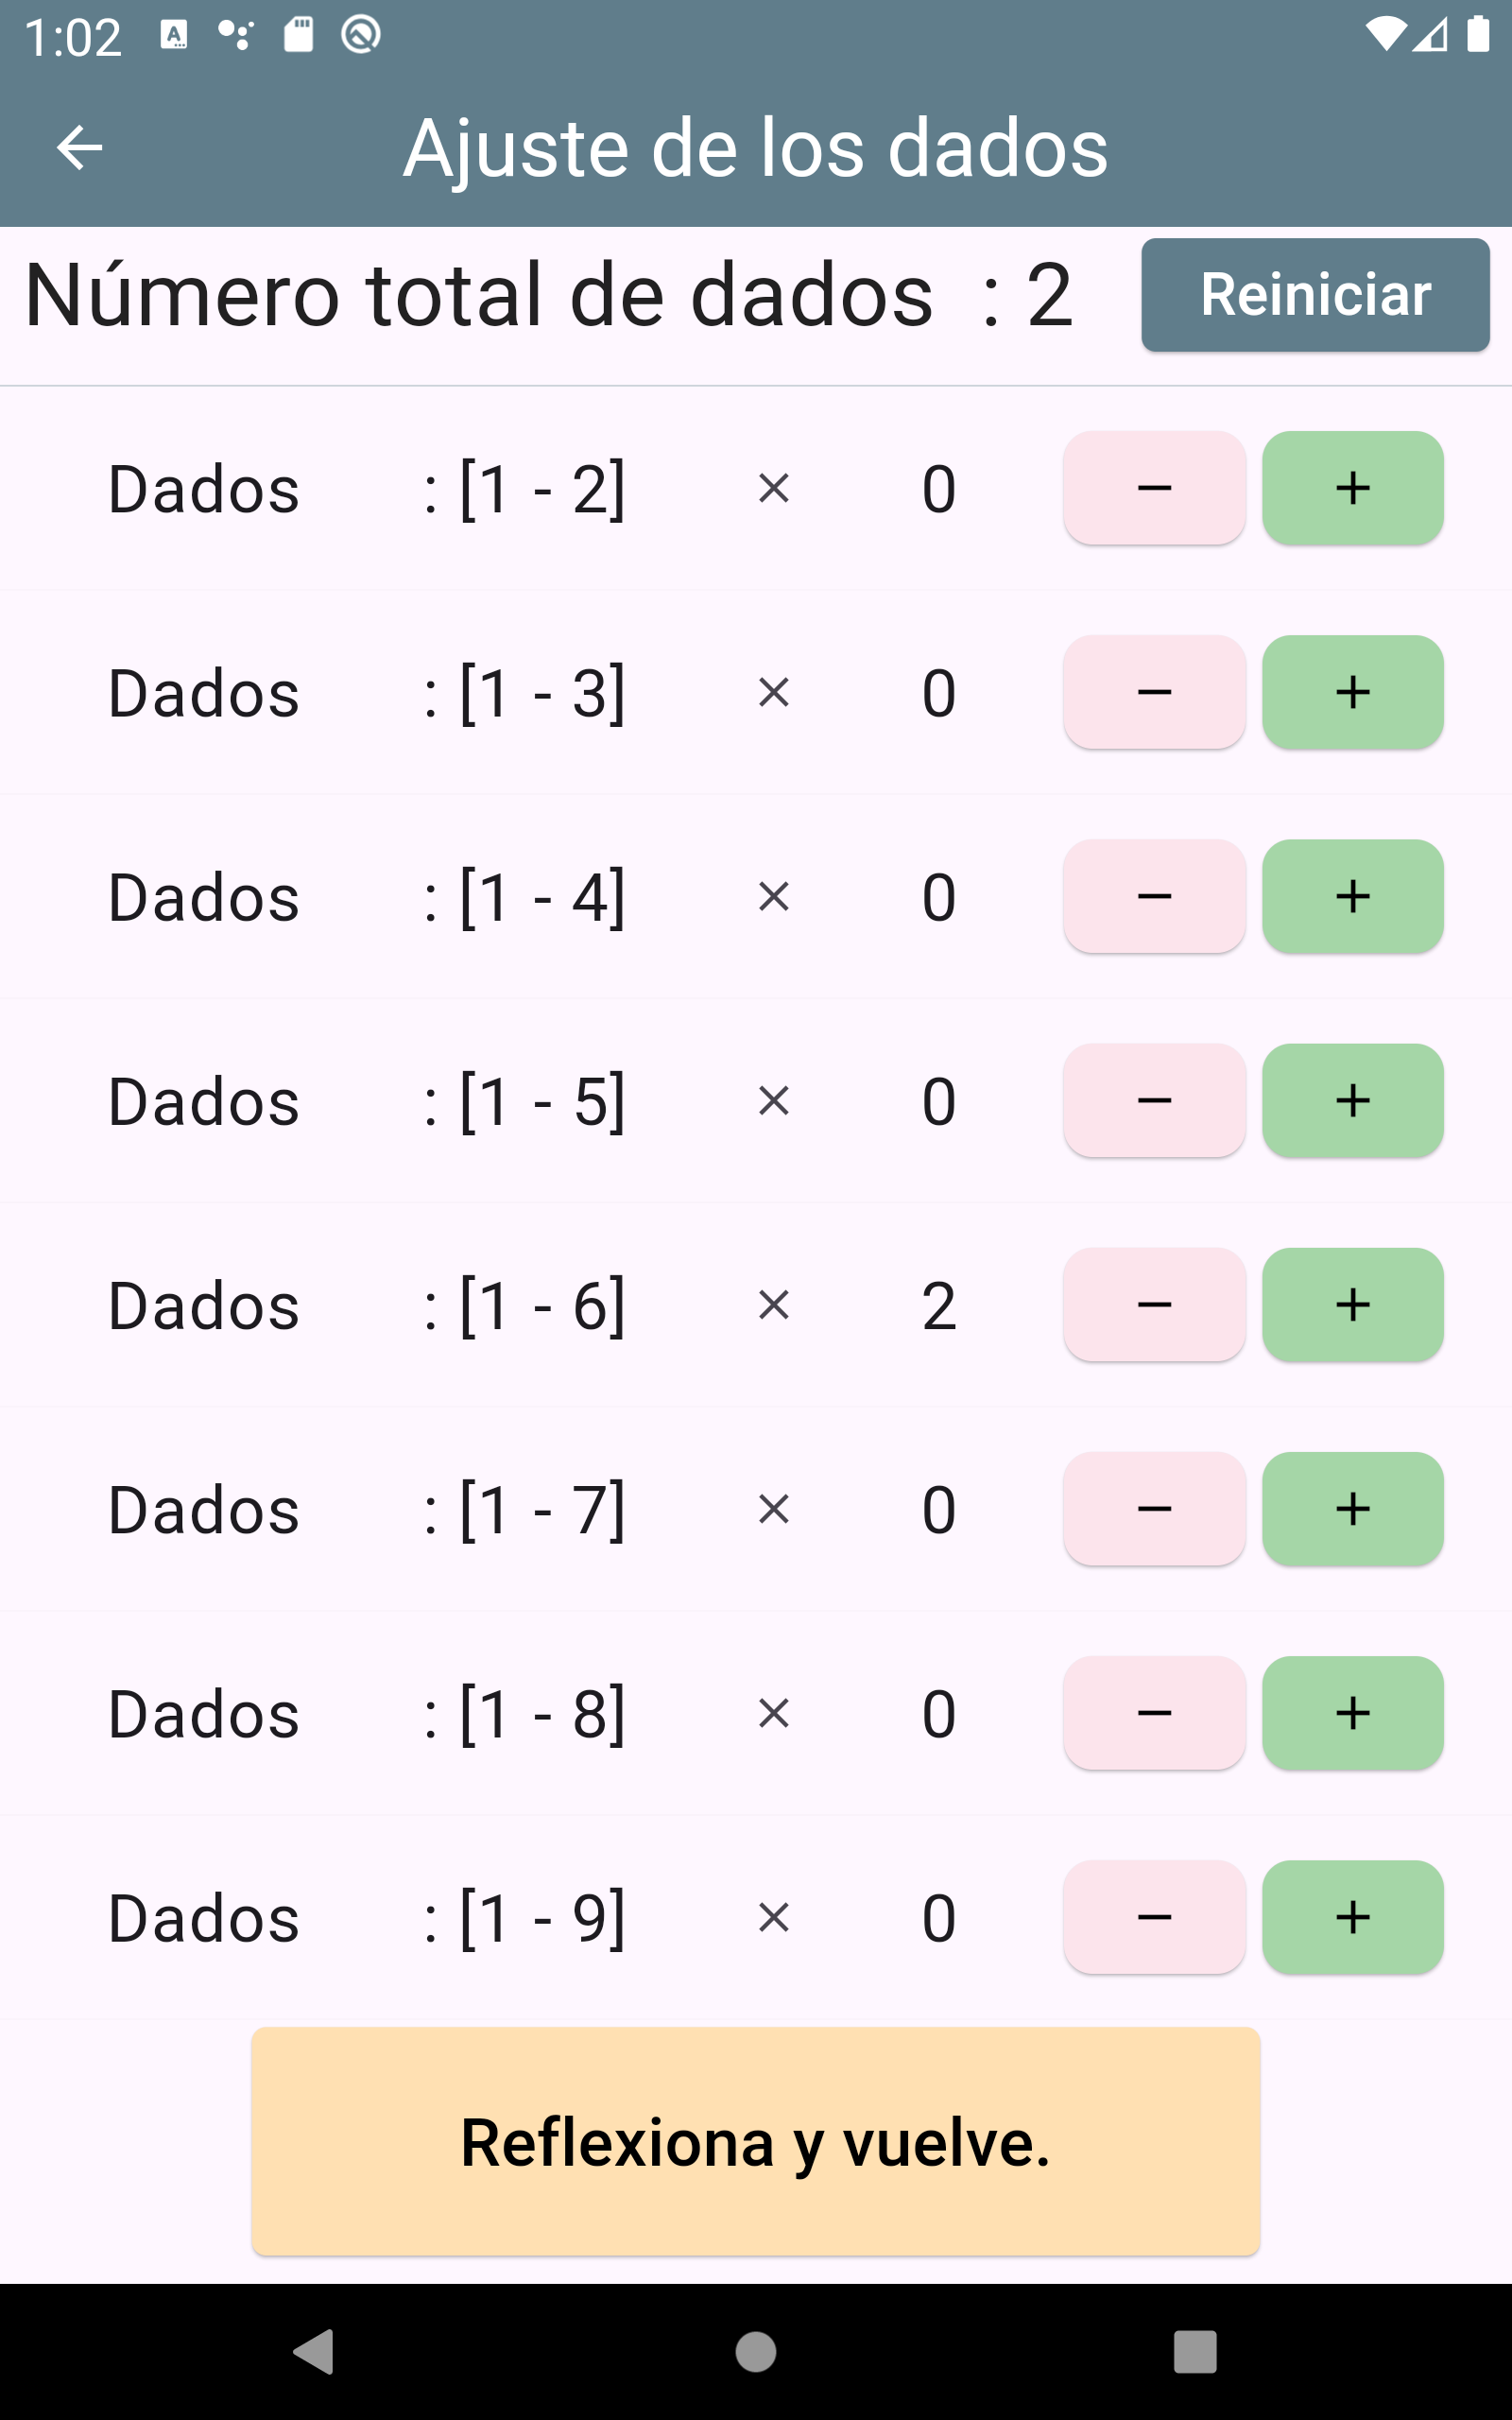 1:02
Ajuste de los dados
Número total de dados : 2 Reiniciar
Dados : [1 - 2] × 0 − +
Dados : [1 - 3] × 0 − +
Dados : [1 - 4] × 0 − +
Dados : [1 - 5] × 0 − +
Dados : [1 - 6] × 2 − +
Dados : [1 - 7] × 0 − +
Dados : [1 - 8] × 0 − +
Dados : [1 - 9] × 0 − +
Reflexiona y vuelve.